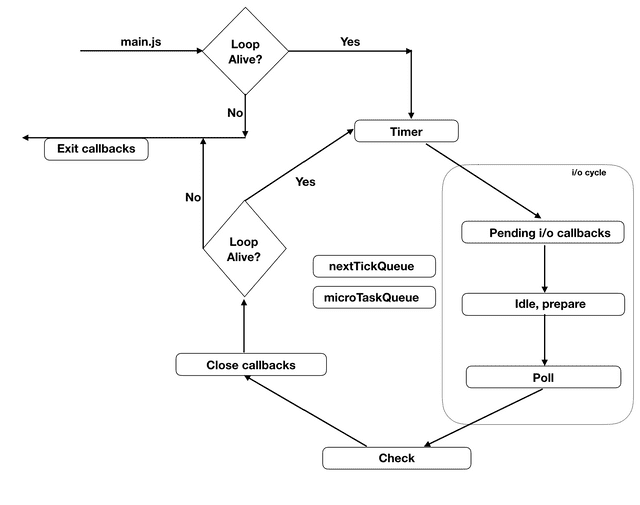 main.js
Loop
Alive?
Yes
No
Timer
Exit callbacks
i/o cycle
Yes
No
Pending i/o callbacks
Loop
Alive?
nextTickQueue
microTaskQueue
Idle, prepare
Close callbacks
Poll
Check